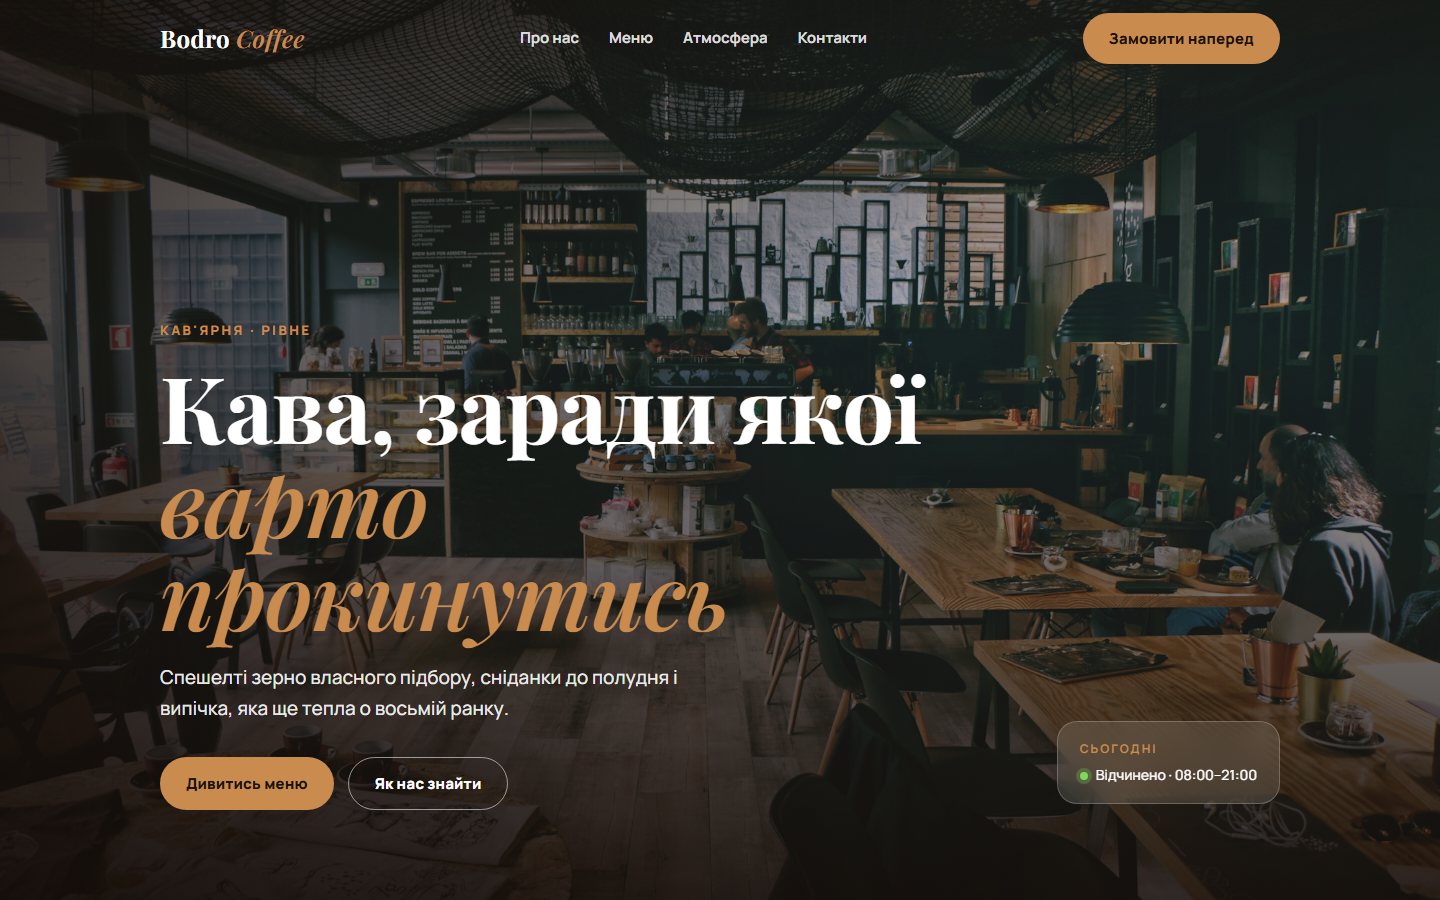 Bodro Coffee
Про нас
Меню
Атмосфера
Контакти
Замовити наперед
КАВ'ЯРНЯ · РІВНЕ
Кава, заради якої
варто
прокинутись
Спешелті зерно власного підбору, сніданки до полудня і
випічка, яка ще тепла о восьмій ранку.
Дивитись меню
Як нас знайти
СЬОГОДНІ
Відчинено · 08:00–21:00